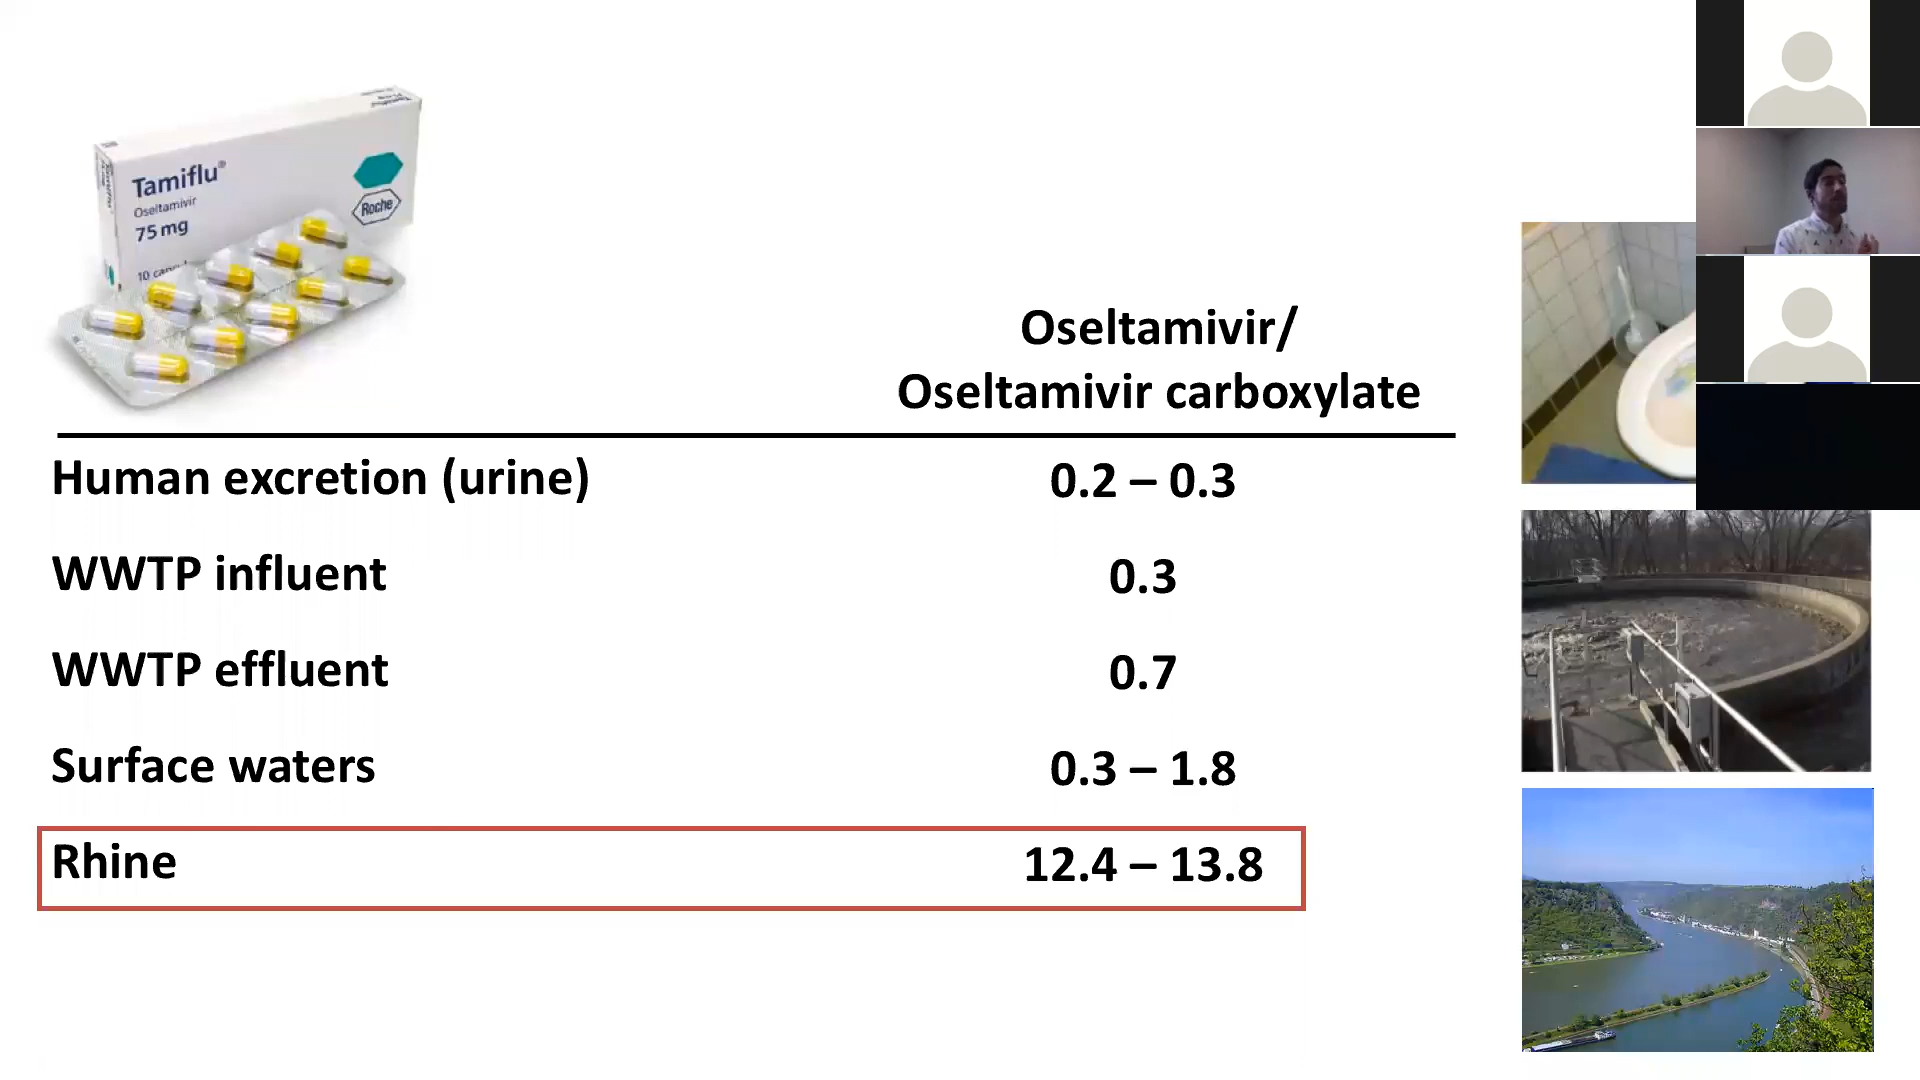 Tamiflu®
Oseltamivir
75 mg
Roche
10
Oseltamivir/
Oseltamivir carboxylate
Human excretion (urine) 0.2 – 0.3
WWTP influent 0.3
WWTP effluent 0.7
Surface waters 0.3 – 1.8
Rhine 12.4 – 13.8